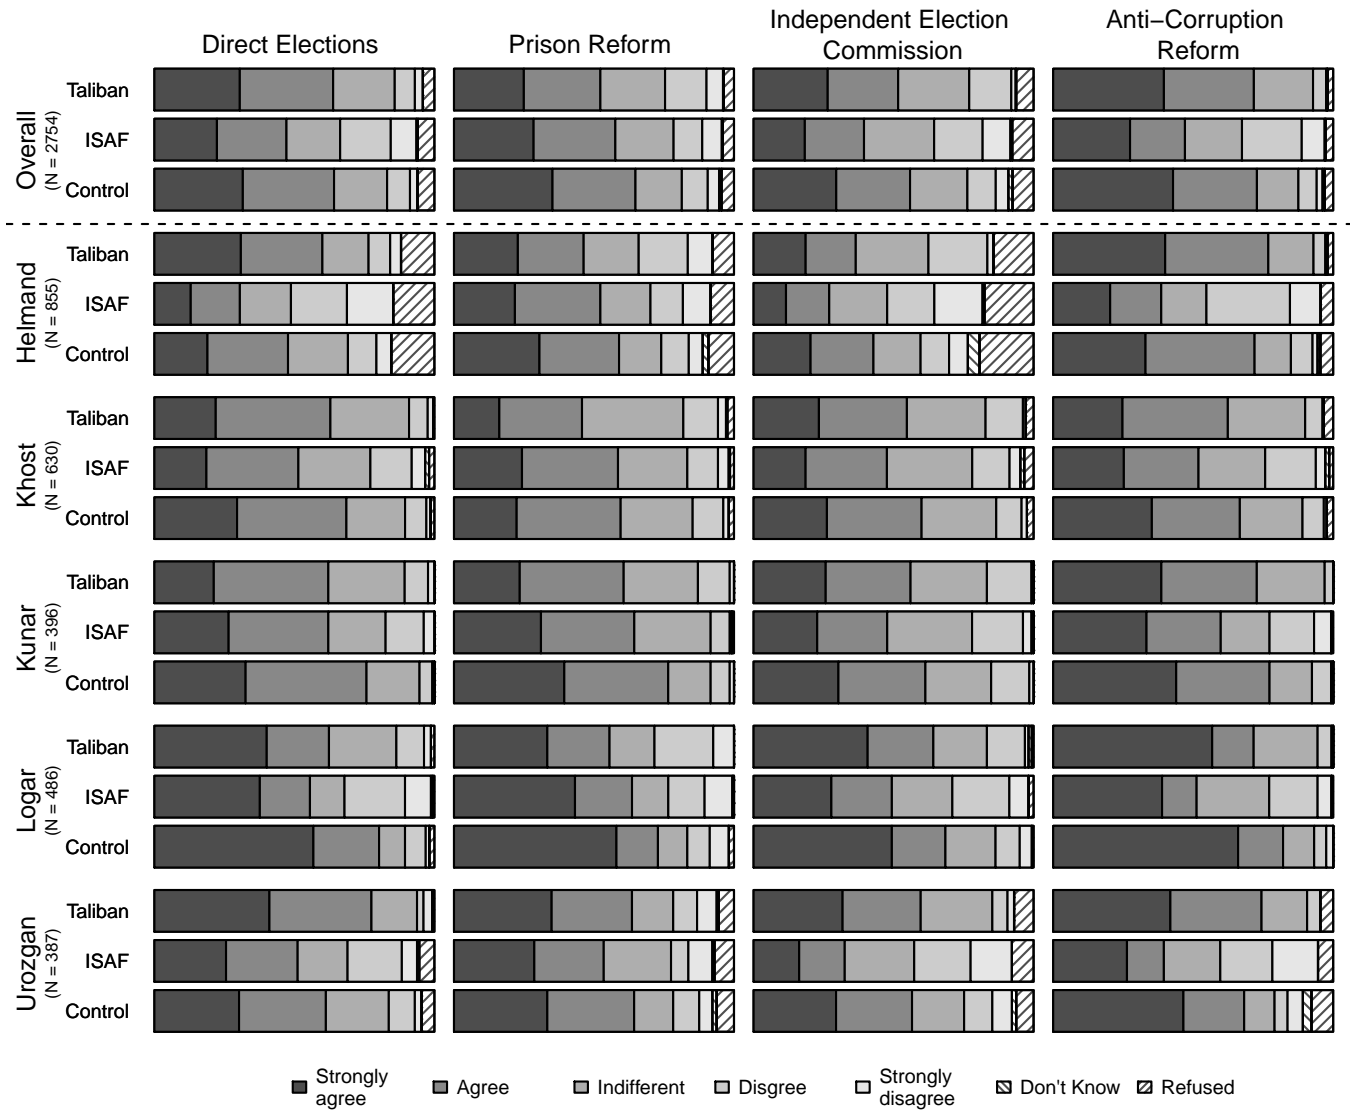 Direct Elections
Prison Reform
Independent Election
Commission
Anti−Corruption
Reform
Overall
(N = 2754)
Taliban
ISAF
Control
Helmand
(N = 855)
Taliban
ISAF
Control
Khost
(N = 630)
Taliban
ISAF
Control
Kunar
(N = 396)
Taliban
ISAF
Control
Logar
(N = 486)
Taliban
ISAF
Control
Urozgan
(N = 387)
Taliban
ISAF
Control
Strongly
agree
Agree
Indifferent
Disgree
Strongly
disagree
Don't Know
Refused